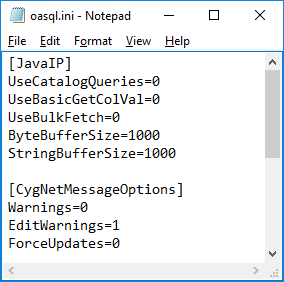 oasql.ini - Notepad
File Edit Format View Help
[JavaIP]
UseCatalogQueries=0
UseBasicGetColVal=0
UseBulkFetch=0
ByteBufferSize=1000
StringBufferSize=1000

[CygNetMessageOptions]
Warnings=0
EditWarnings=1
ForceUpdates=0